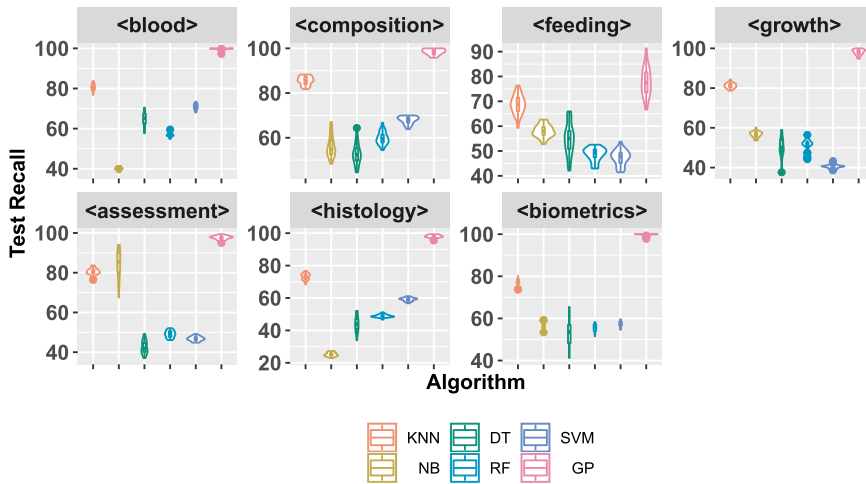 <blood>
100
80
60
40
<composition>
100
80
60
<feeding>
90
80
70
60
50
40
<growth>
100
80
60
40
<assessment>
100
80
60
40
<histology>
100
80
60
40
20
<biometrics>
100
80
60
40
Test Recall
Algorithm
KNN DT SVM
NB RF GP